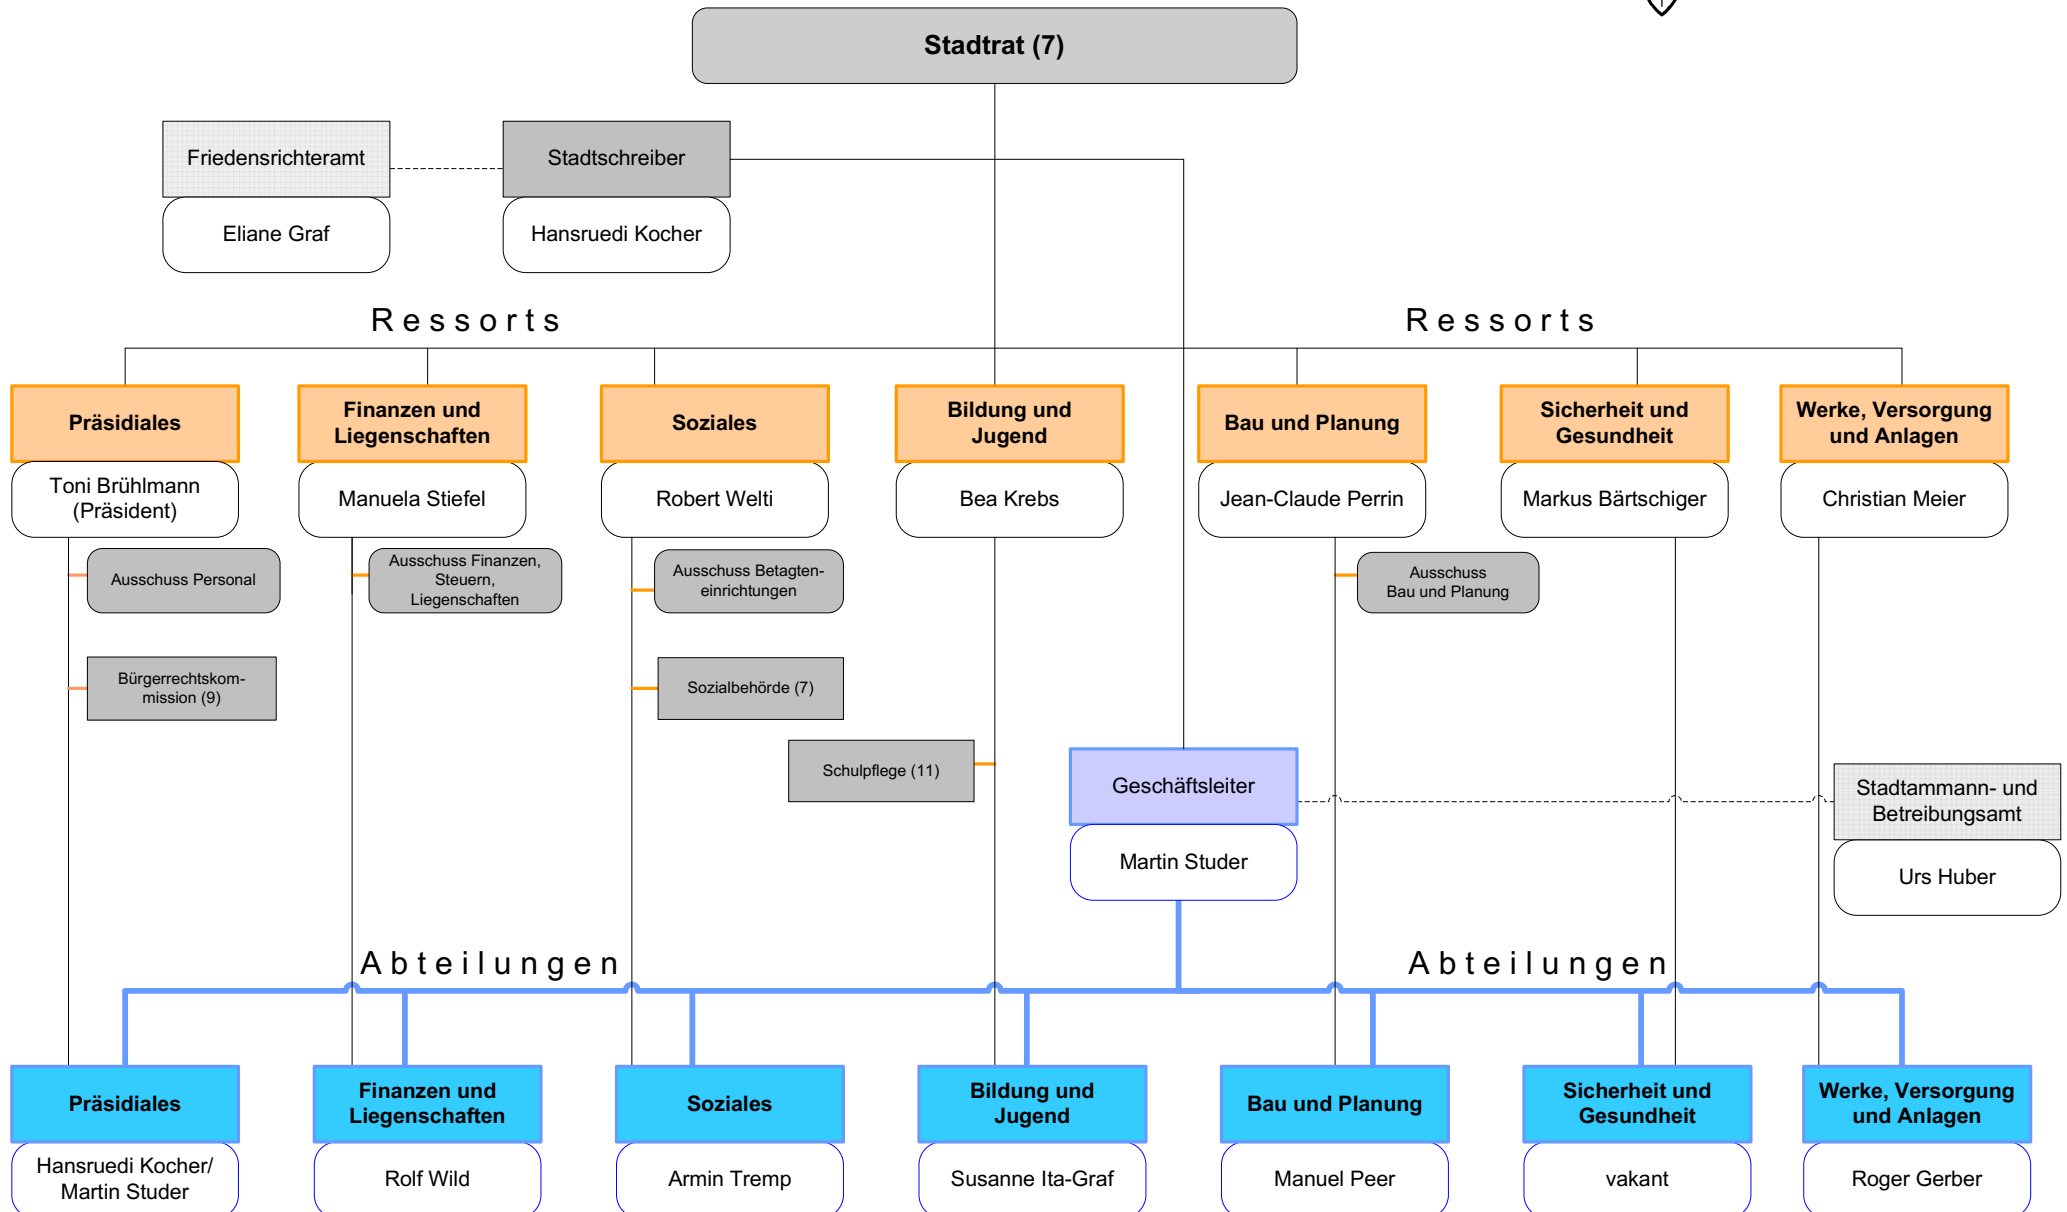 Stadtrat (7)
Friedensrichteramt
Eliane Graf
Stadtschreiber
Hansruedi Kocher
Ressorts
Ressorts
Präsidiales
Toni Brühlmann
(Präsident)
Finanzen und
Liegenschaften
Manuela Stiefel
Soziales
Robert Welti
Bildung und
Jugend
Bea Krebs
Bau und Planung
Jean-Claude Perrin
Sicherheit und
Gesundheit
Markus Bärtschiger
Werke, Versorgung
und Anlagen
Christian Meier
Ausschuss Personal
Ausschuss Finanzen,
Steuern,
Liegenschaften
Ausschuss Betagten-
einrichtungen
Ausschuss
Bau und Planung
Bürgerrechtskom-
mission (9)
Sozialbehörde (7)
Schulpflege (11)
Geschäftsleiter
Martin Studer
Stadtammann- und
Betreibungsamt
Urs Huber
Abteilungen
Abteilungen
Präsidiales
Hansruedi Kocher/
Martin Studer
Finanzen und
Liegenschaften
Rolf Wild
Soziales
Armin Tremp
Bildung und
Jugend
Susanne Ita-Graf
Bau und Planung
Manuel Peer
Sicherheit und
Gesundheit
vakant
Werke, Versorgung
und Anlagen
Roger Gerber